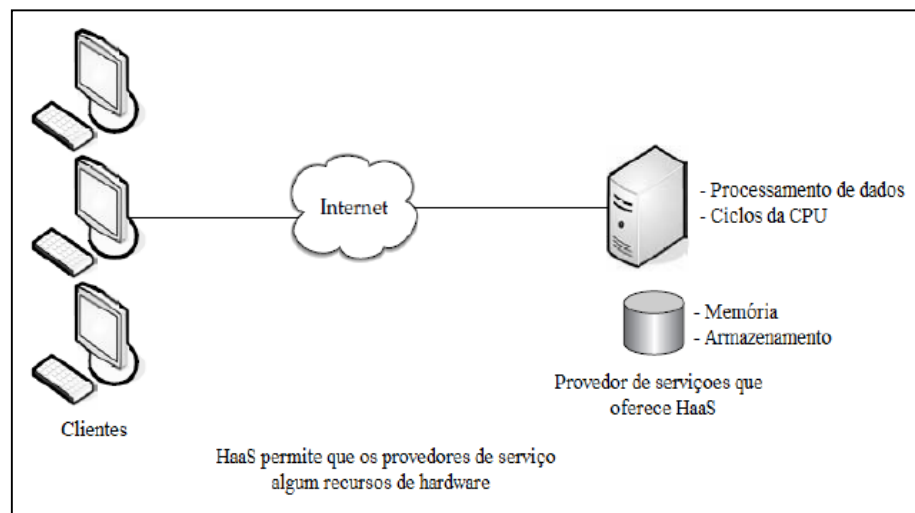 Internet
- Processamento de dados
- Ciclos da CPU
- Memória
- Armazenamento
Provedor de serviçoes que
oferece HaaS
Clientes
HaaS permite que os provedores de serviço
algum recursos de hardware